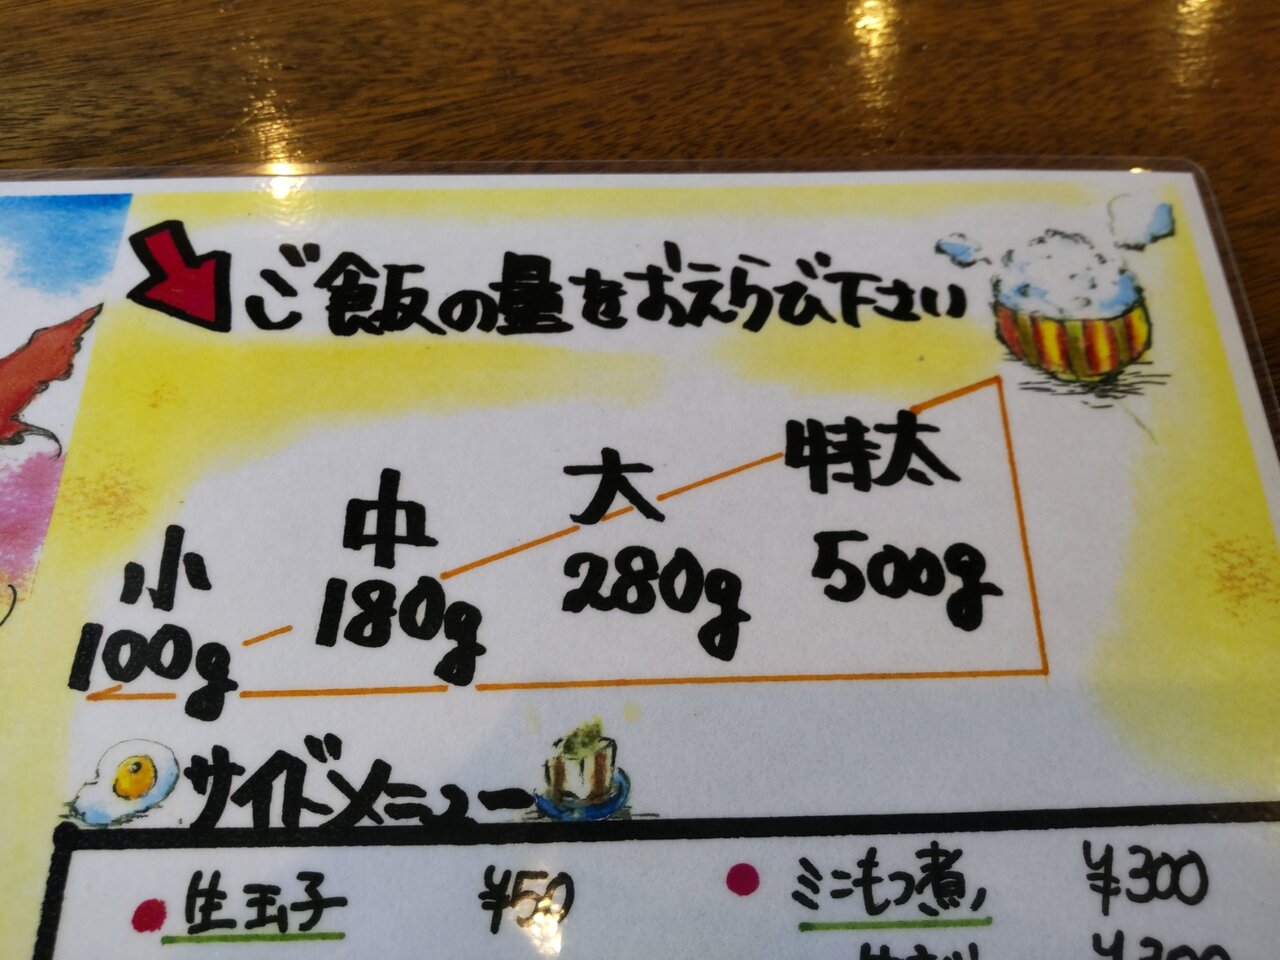 ご飯の量をおえらび下さい
小 中 大 特太
100g 180g 280g 500g
サイドメニュー
生玉子 ¥50
ミニもつ煮 ¥300